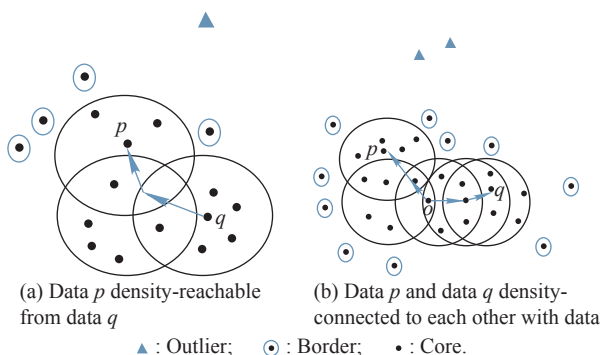 p
q
p
o
q
(a) Data p density-reachable
from data q
(b) Data p and data q density-
connected to each other with data
: Outlier; : Border; : Core.